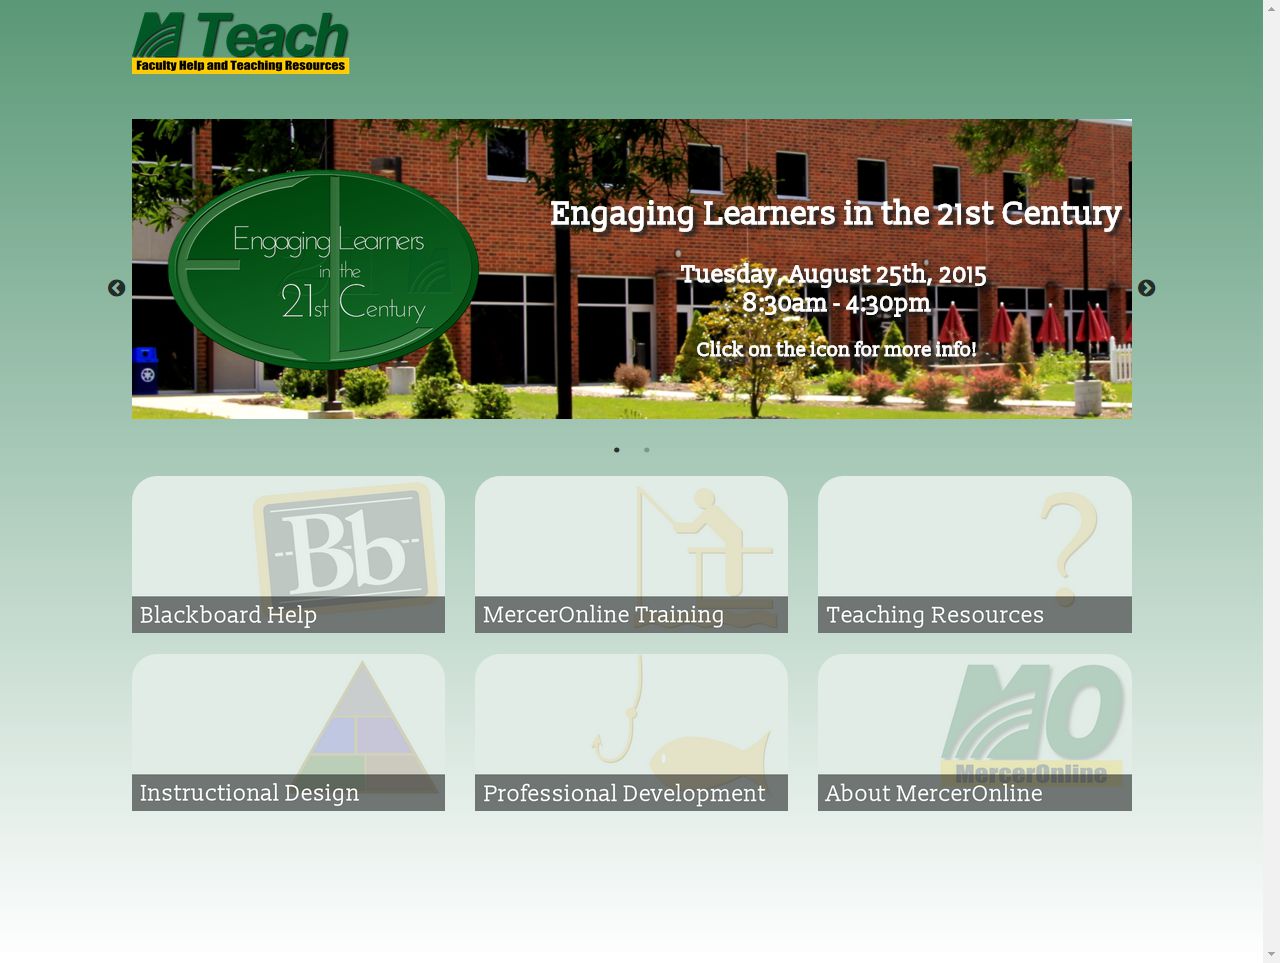 M Teach
Faculty Help and Teaching Resources
Engaging Learners
in the
21st Century
Engaging Learners in the 21st Century
Tuesday, August 25th, 2015
8:30am - 4:30pm
Click on the icon for more info!
Bb
Blackboard Help
MercerOnline Training
?
Teaching Resources
Instructional Design
Professional Development
MO
MercerOnline
About MercerOnline